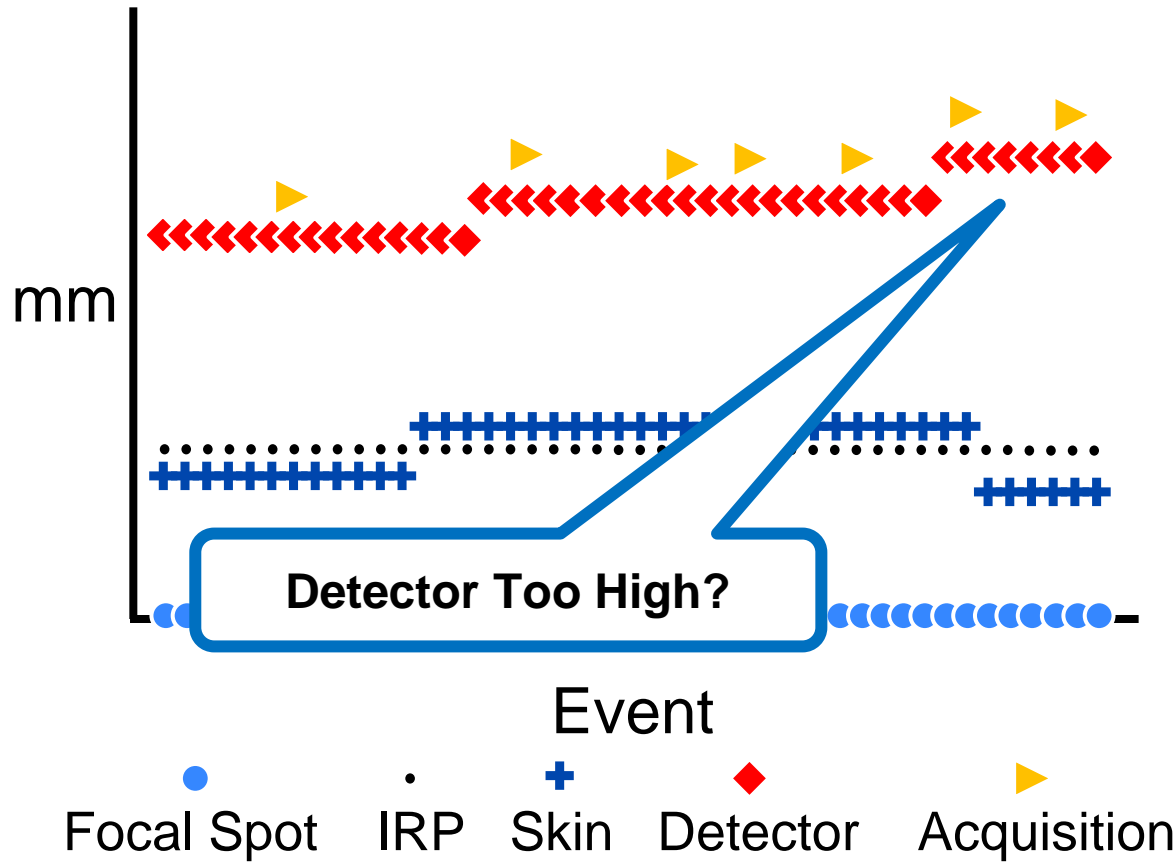 mm
Detector Too High?
Event
Focal Spot IRP Skin Detector Acquisition